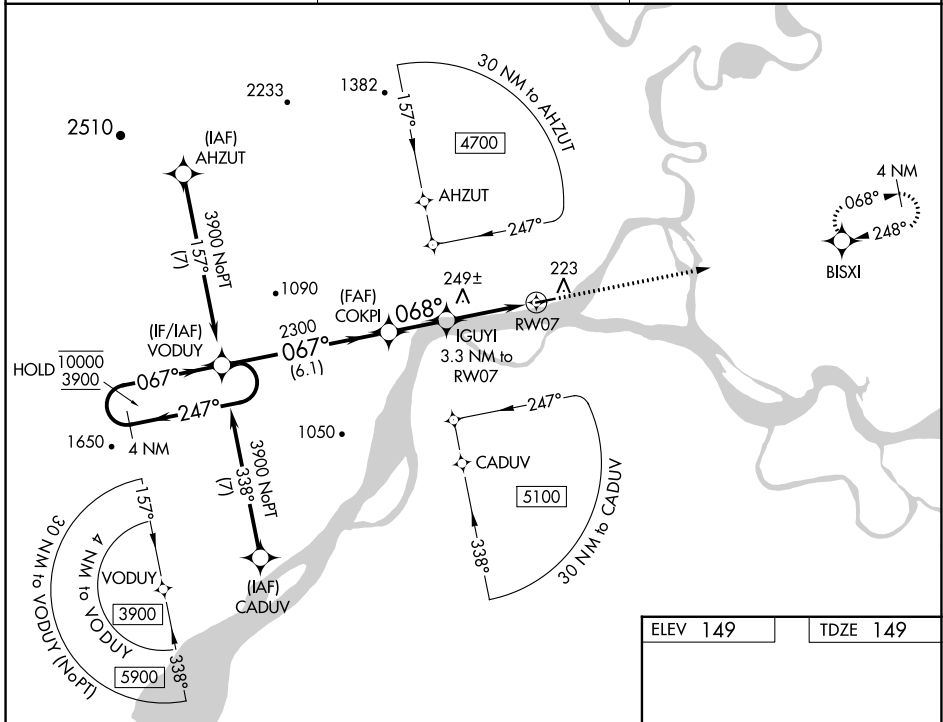 2233
1382
2510
(IAF)
AHZUT
157°
30 NM to AHZUT
4700
AHZUT
247°
4 NM
068°
248°
BISXI
3900 NoPT
157°
(7)
1090
(FAF)
COKPI
068°
249±
223
RW07
IGUYI
3.3 NM to
RW07
(IF/IAF)
VODUY
2300
067°
(6.1)
HOLD
10000
3900
067°
247°
4 NM
1650
1050
3900 NoPT
338°
(7)
247°
CADUV
5100
338°
30 NM to CADUV
(IAF)
CADUV
157°
VODUY
4 NM to VODUY
3900
30 NM to VODUY (NoPT)
5900
338°
ELEV 149
TDZE 149